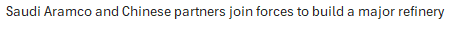 Saudi Aramco and Chinese partners join forces to build a major refinery